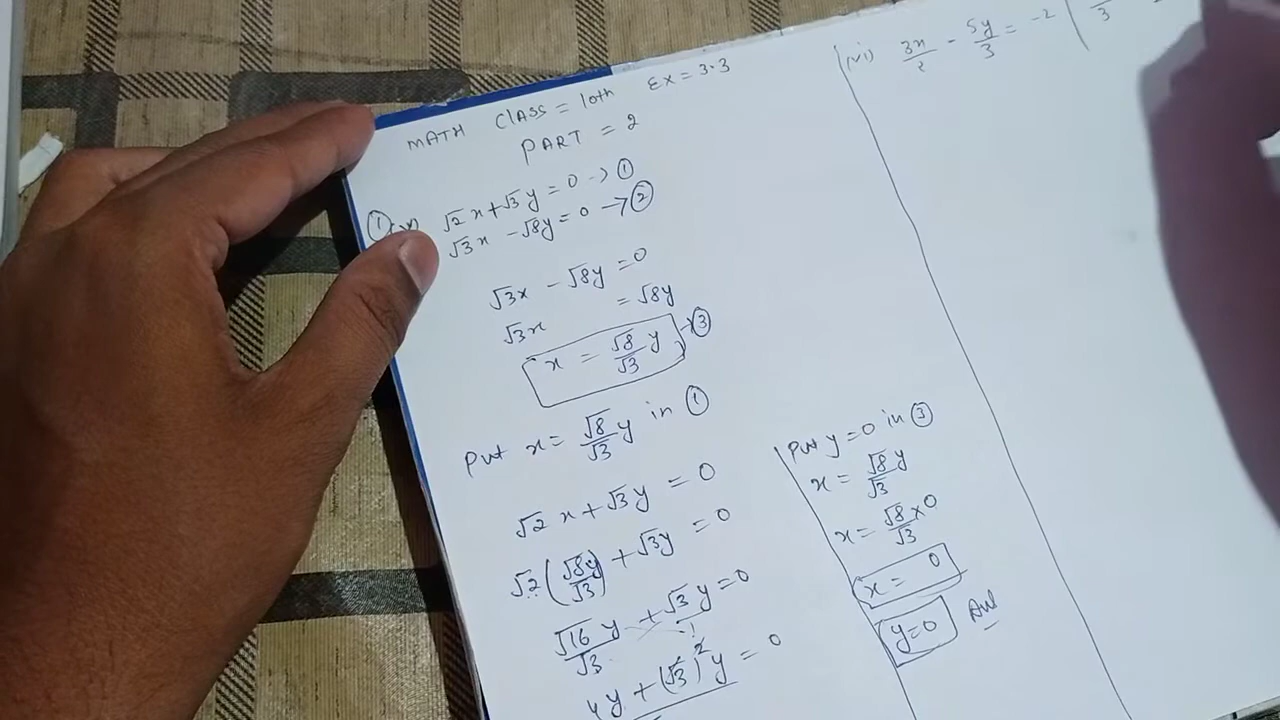 MATH CLASS = 10th EX = 3.3
PART = 2
① (v) √2 x + √3 y = 0 → ①
√3 x - √8 y = 0 → ②
√3x - √8y = 0
√3x = √8y
x = √8/√3 y → ③
Put x = √8/√3 y in ①
√2 x + √3 y = 0
√2 (√8y/√3) + √3y = 0
√16 y/√3 + √3 y/1 = 0
4y + (√3)² y = 0
Put y = 0 in ③
x = √8/√3 y
x = √8/√3 × 0
x = 0
y = 0 Ans
(vi) 3x/2 - 5y/3 = -2
3